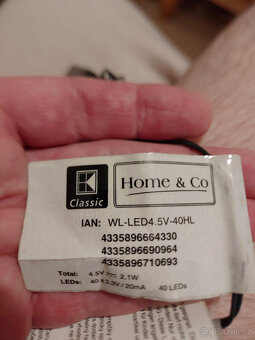 K
Classic
Home & Co
IAN: WL-LED4.5V-40HL
4335896664330
4335896690964
4335896710693
Total: 4.5V⎓ 2.1W
LEDs: 40 x 3.3V / 20mA 40 LEDs